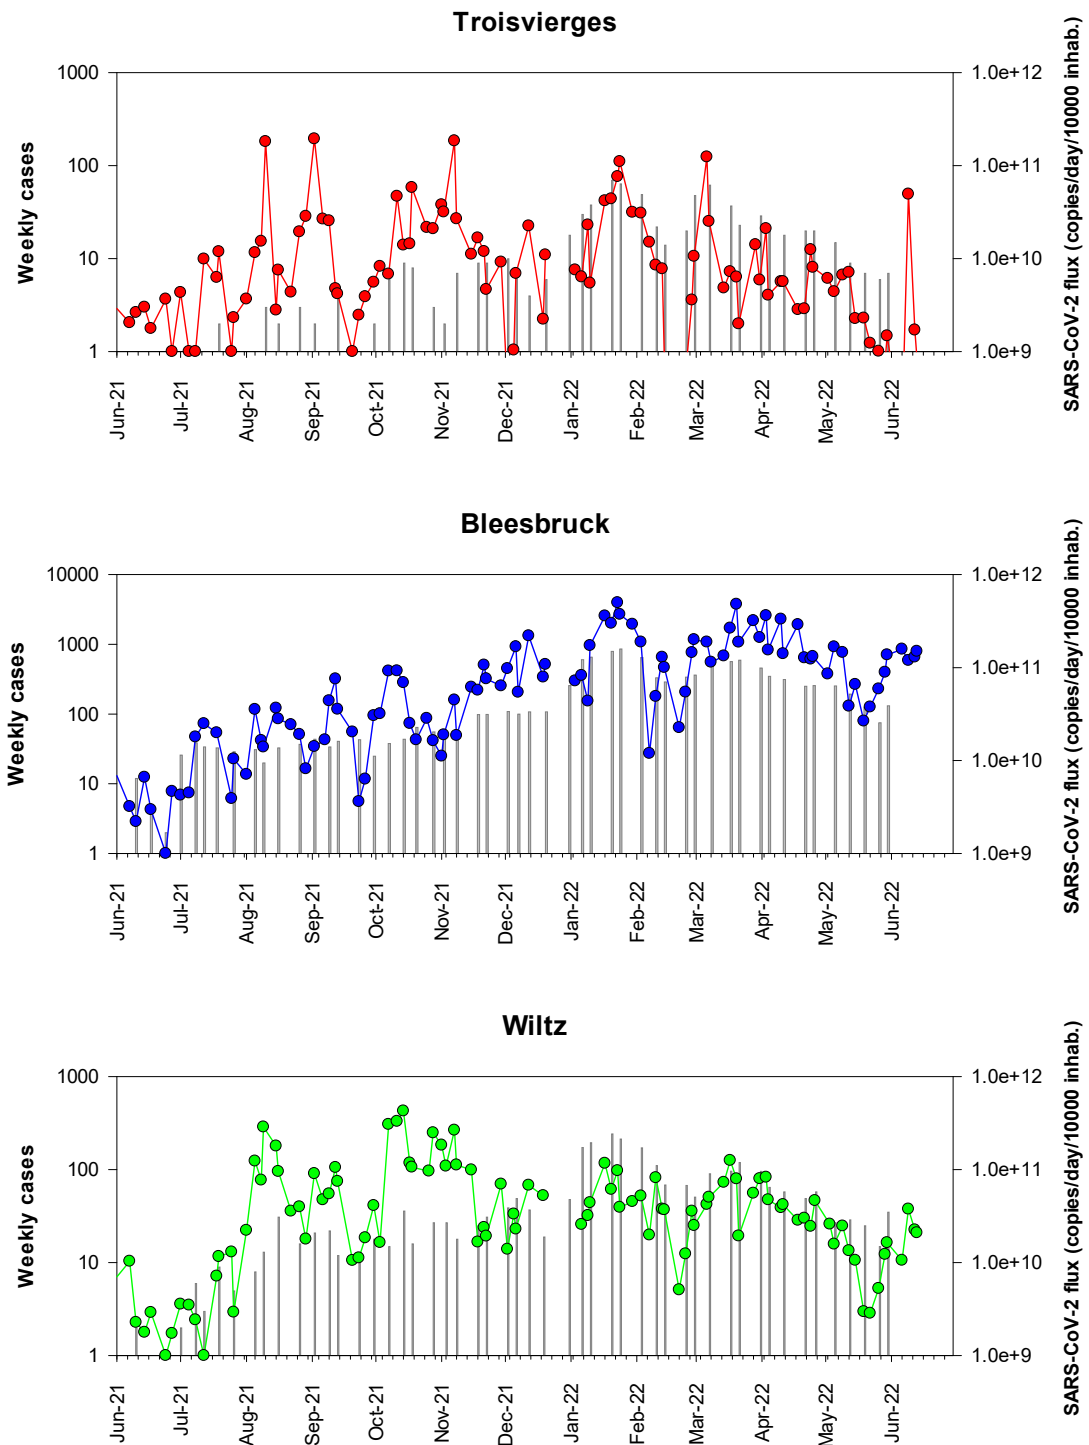 Troisvierges
Weekly cases
SARS-CoV-2 flux (copies/day/10000 inhab.)
1000
100
10
1
1.0e+12
1.0e+11
1.0e+10
1.0e+9
Jun-21
Jul-21
Aug-21
Sep-21
Oct-21
Nov-21
Dec-21
Jan-22
Feb-22
Mar-22
Apr-22
May-22
Jun-22
Bleesbruck
Weekly cases
SARS-CoV-2 flux (copies/day/10000 inhab.)
10000
1000
100
10
1
1.0e+12
1.0e+11
1.0e+10
1.0e+9
Jun-21
Jul-21
Aug-21
Sep-21
Oct-21
Nov-21
Dec-21
Jan-22
Feb-22
Mar-22
Apr-22
May-22
Jun-22
Wiltz
Weekly cases
SARS-CoV-2 flux (copies/day/10000 inhab.)
1000
100
10
1
1.0e+12
1.0e+11
1.0e+10
1.0e+9
Jun-21
Jul-21
Aug-21
Sep-21
Oct-21
Nov-21
Dec-21
Jan-22
Feb-22
Mar-22
Apr-22
May-22
Jun-22